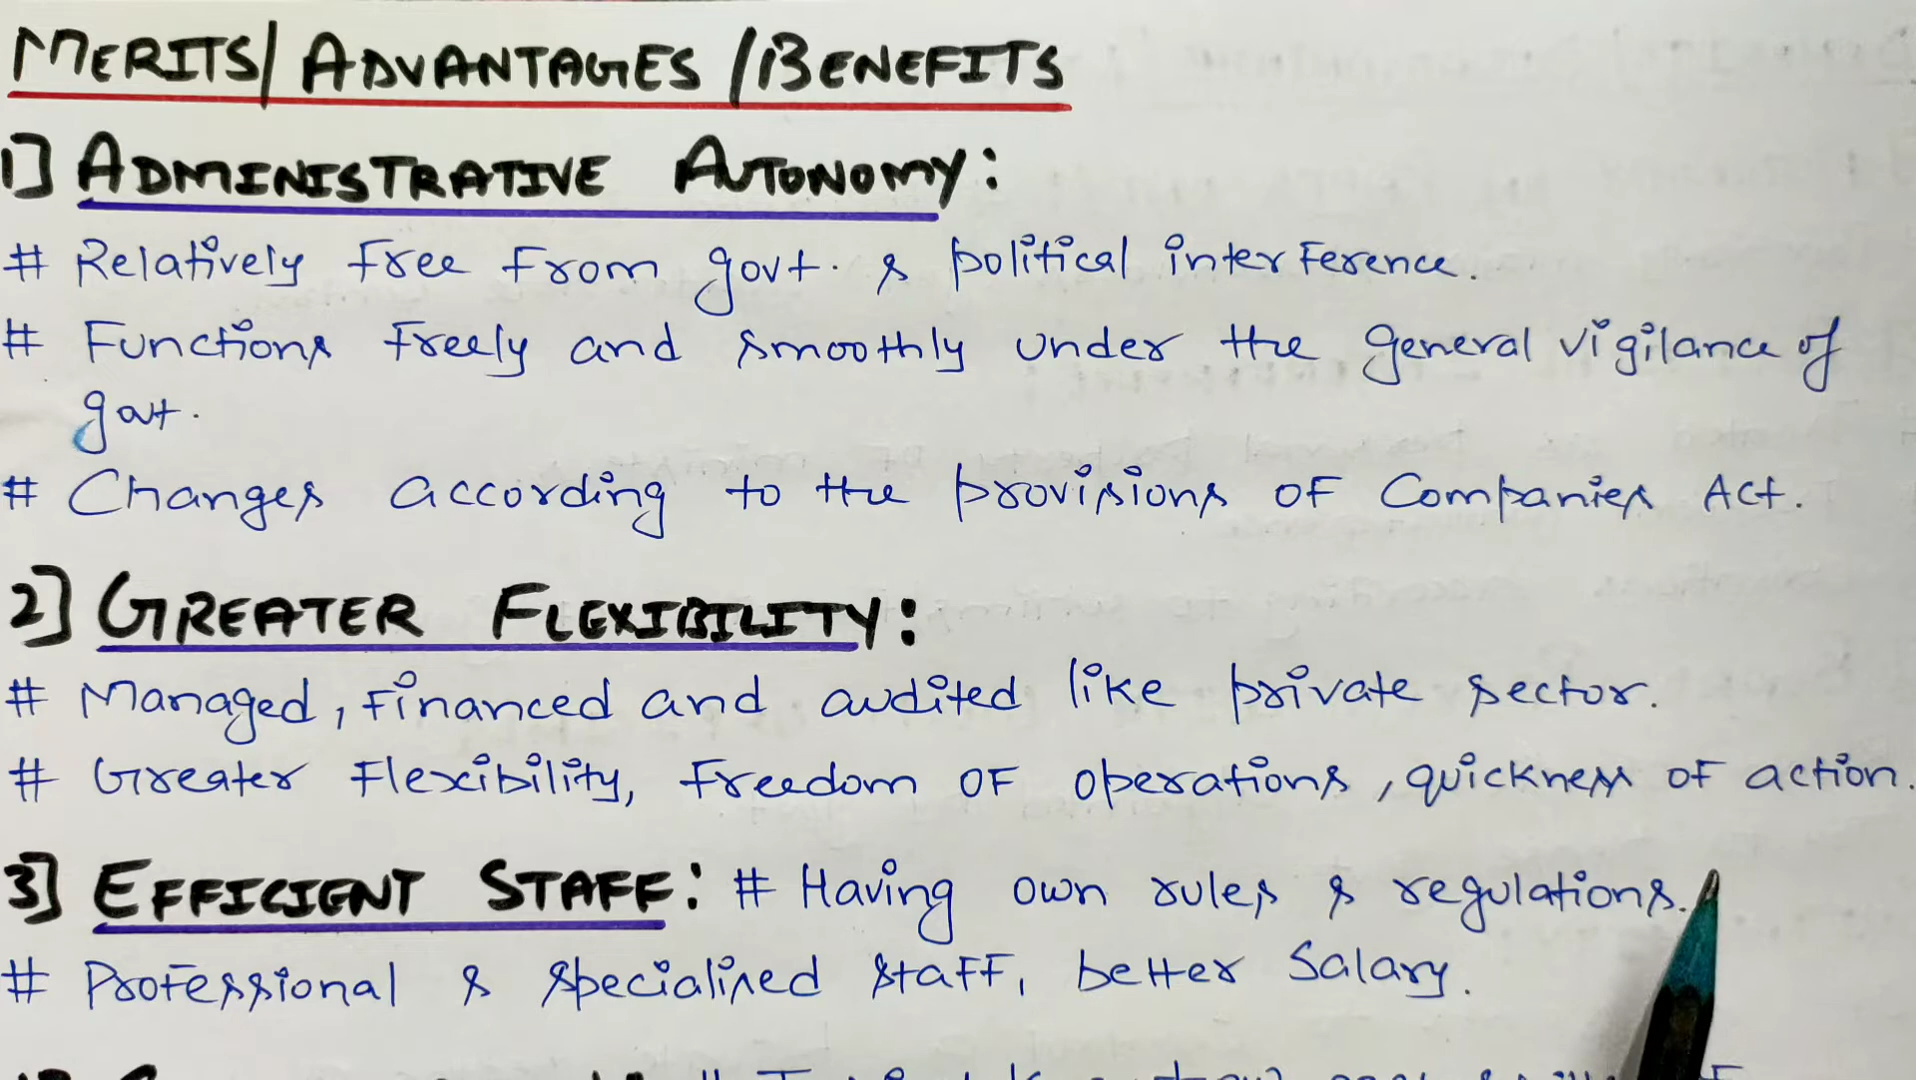 MERITS/ADVANTAGES/BENEFITS
1] ADMINISTRATIVE AUTONOMY:
# Relatively free from govt. & political interference.
# Functions freely and smoothly under the general vigilance of
govt.
# Changes according to the provisions of Companies Act.
2] GREATER FLEXIBILITY:
# Managed, financed and audited like private sector.
# Greater flexibility, freedom of operations, quickness of action.
3] EFFICIENT STAFF: # Having own rules & regulations.
# Professional & specialised staff, better Salary.